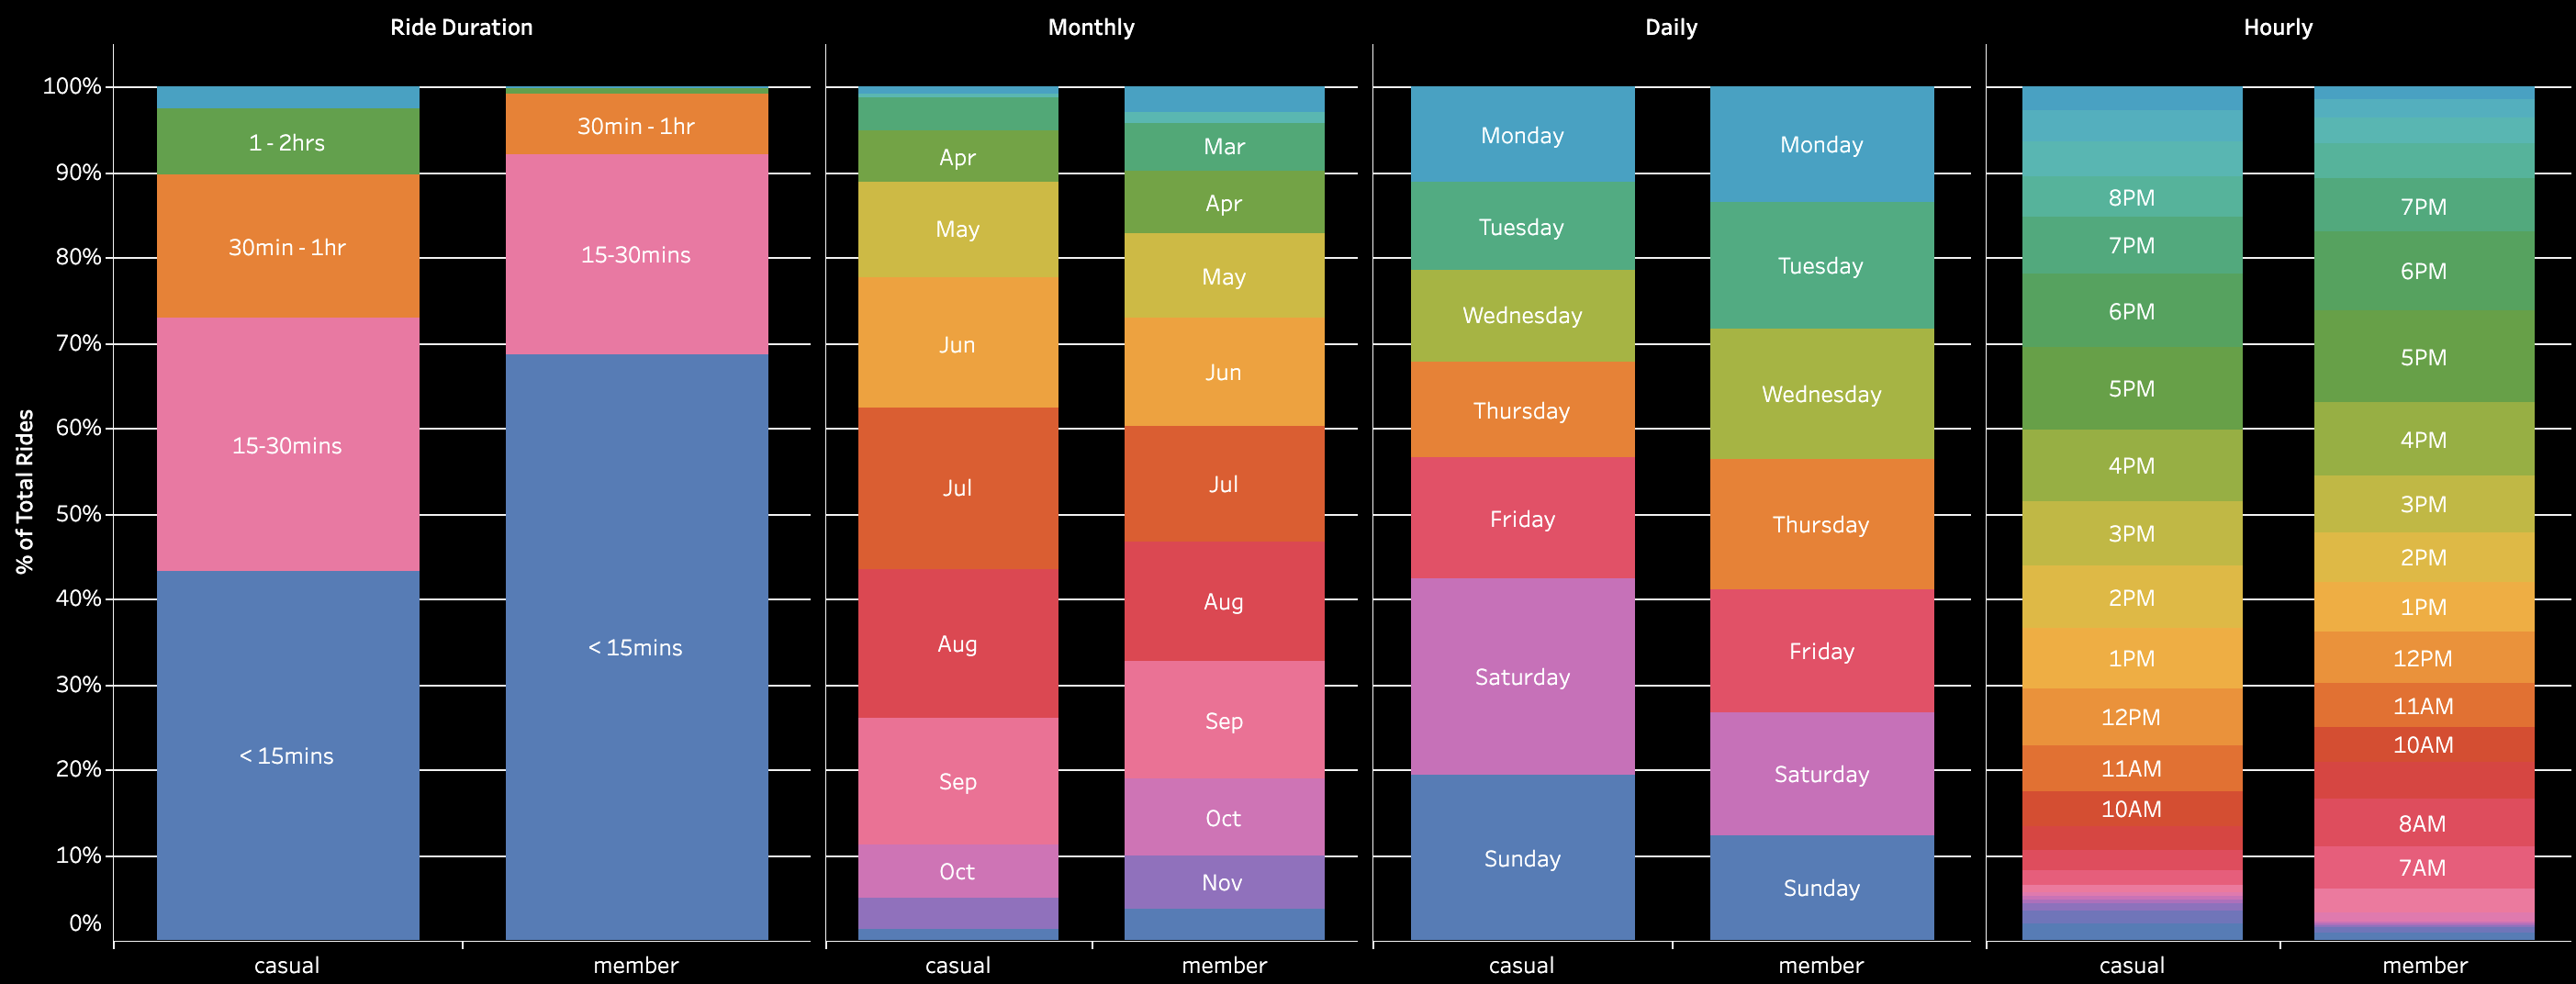 Ride Duration
Monthly
Daily
Hourly
% of Total Rides
100%
90%
80%
70%
60%
50%
40%
30%
20%
10%
0%
1 - 2hrs
30min - 1hr
15-30mins
< 15mins
casual
30min - 1hr
15-30mins
< 15mins
member
Apr
May
Jun
Jul
Aug
Sep
Oct
casual
Mar
Apr
May
Jun
Jul
Aug
Sep
Oct
Nov
member
Monday
Tuesday
Wednesday
Thursday
Friday
Saturday
Sunday
casual
Monday
Tuesday
Wednesday
Thursday
Friday
Saturday
Sunday
member
8PM
7PM
6PM
5PM
4PM
3PM
2PM
1PM
12PM
11AM
10AM
casual
7PM
6PM
5PM
4PM
3PM
2PM
1PM
12PM
11AM
10AM
8AM
7AM
member